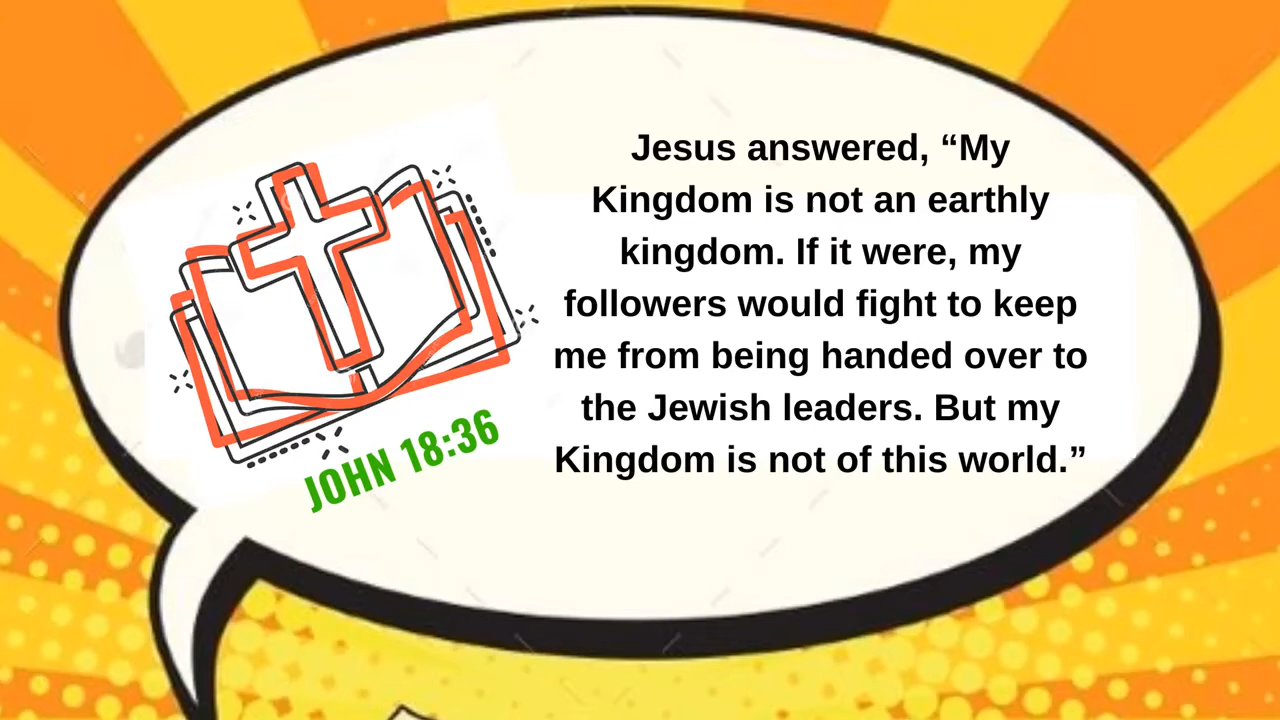 Jesus answered, “My
Kingdom is not an earthly
kingdom. If it were, my
followers would fight to keep
me from being handed over to
the Jewish leaders. But my
Kingdom is not of this world.”
JOHN 18:36